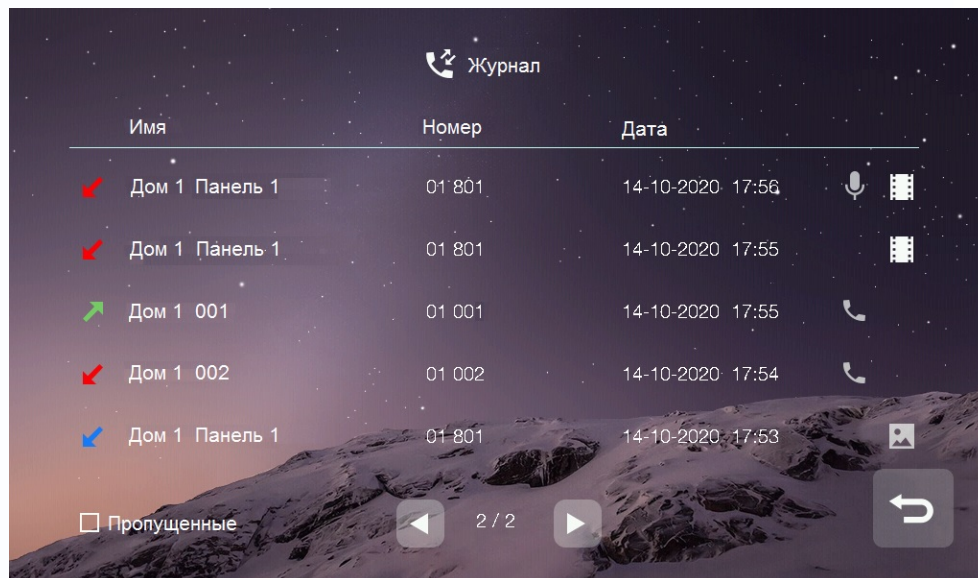 Журнал
Имя Номер Дата
Дом 1 Панель 1 01 801 14-10-2020 17:56
Дом 1 Панель 1 01 801 14-10-2020 17:55
Дом 1 001 01 001 14-10-2020 17:55
Дом 1 002 01 002 14-10-2020 17:54
Дом 1 Панель 1 01 801 14-10-2020 17:53
Пропущенные 2 / 2